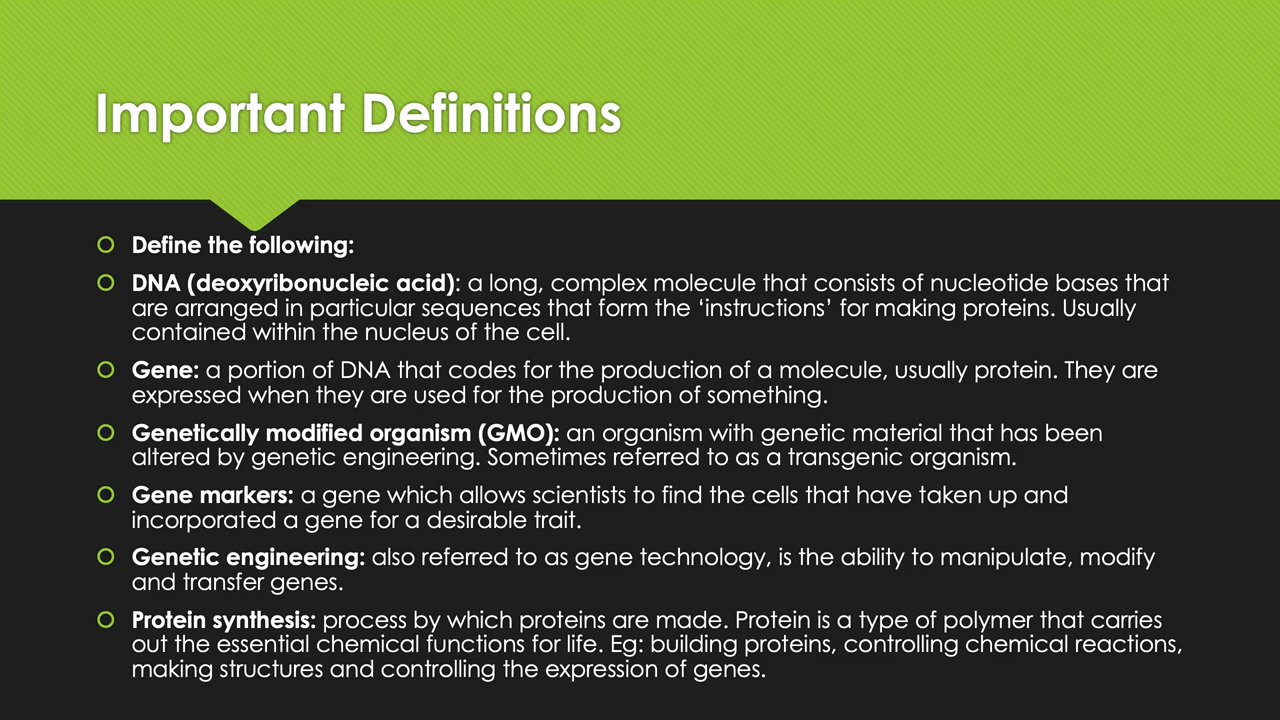 Important Definitions
Define the following:
DNA (deoxyribonucleic acid): a long, complex molecule that consists of nucleotide bases that
are arranged in particular sequences that form the ‘instructions’ for making proteins. Usually
contained within the nucleus of the cell.
Gene: a portion of DNA that codes for the production of a molecule, usually protein. They are
expressed when they are used for the production of something.
Genetically modified organism (GMO): an organism with genetic material that has been
altered by genetic engineering. Sometimes referred to as a transgenic organism.
Gene markers: a gene which allows scientists to find the cells that have taken up and
incorporated a gene for a desirable trait.
Genetic engineering: also referred to as gene technology, is the ability to manipulate, modify
and transfer genes.
Protein synthesis: process by which proteins are made. Protein is a type of polymer that carries
out the essential chemical functions for life. Eg: building proteins, controlling chemical reactions,
making structures and controlling the expression of genes.